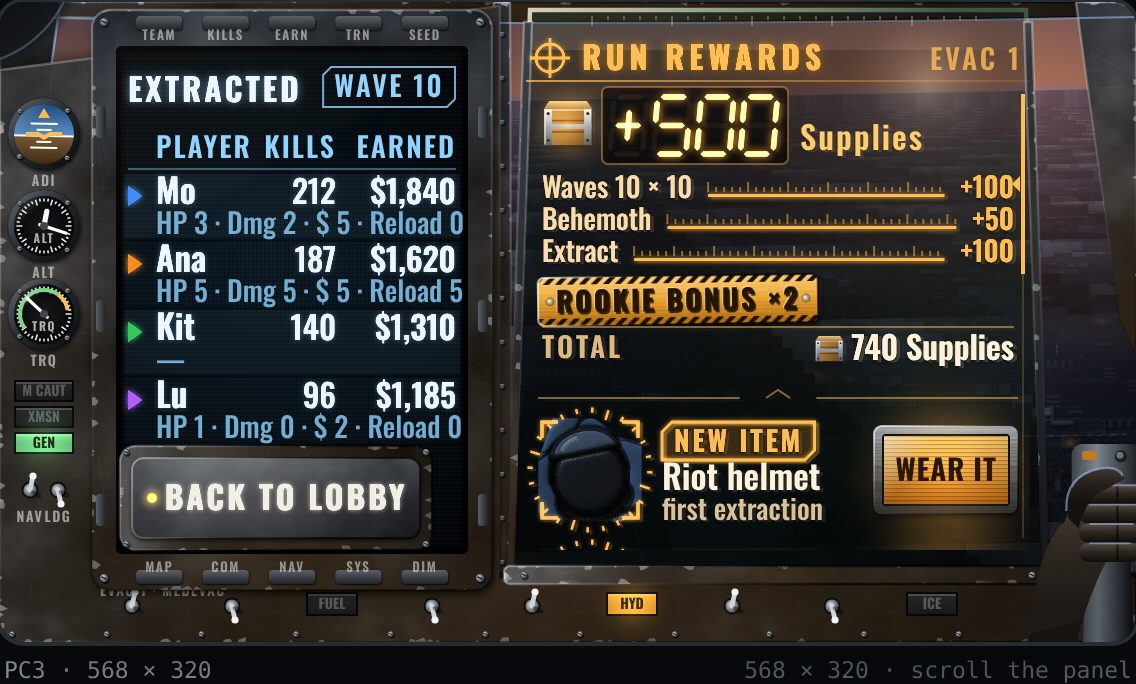 TEAM KILLS EARN TRN SEED
EXTRACTED WAVE 10
PLAYER KILLS EARNED
Mo 212 $1,840
HP 3 · Dmg 2 · $ 5 · Reload 0
Ana 187 $1,620
HP 5 · Dmg 5 · $ 5 · Reload 5
Kit 140 $1,310
—
Lu 96 $1,185
HP 1 · Dmg 0 · $ 2 · Reload 0
BACK TO LOBBY
MAP COM NAV SYS DIM
ADI
ALT
ALT
TRQ
TRQ
M CAUT
XMSN
GEN
NAV LDG
RUN REWARDS EVAC 1
+500 Supplies
Waves 10 × 10 +100
Behemoth +50
Extract +100
ROOKIE BONUS ×2
TOTAL 740 Supplies
NEW ITEM
Riot helmet
first extraction
WEAR IT
FUEL HYD ICE
PC3 · 568 × 320
568 × 320 · scroll the panel